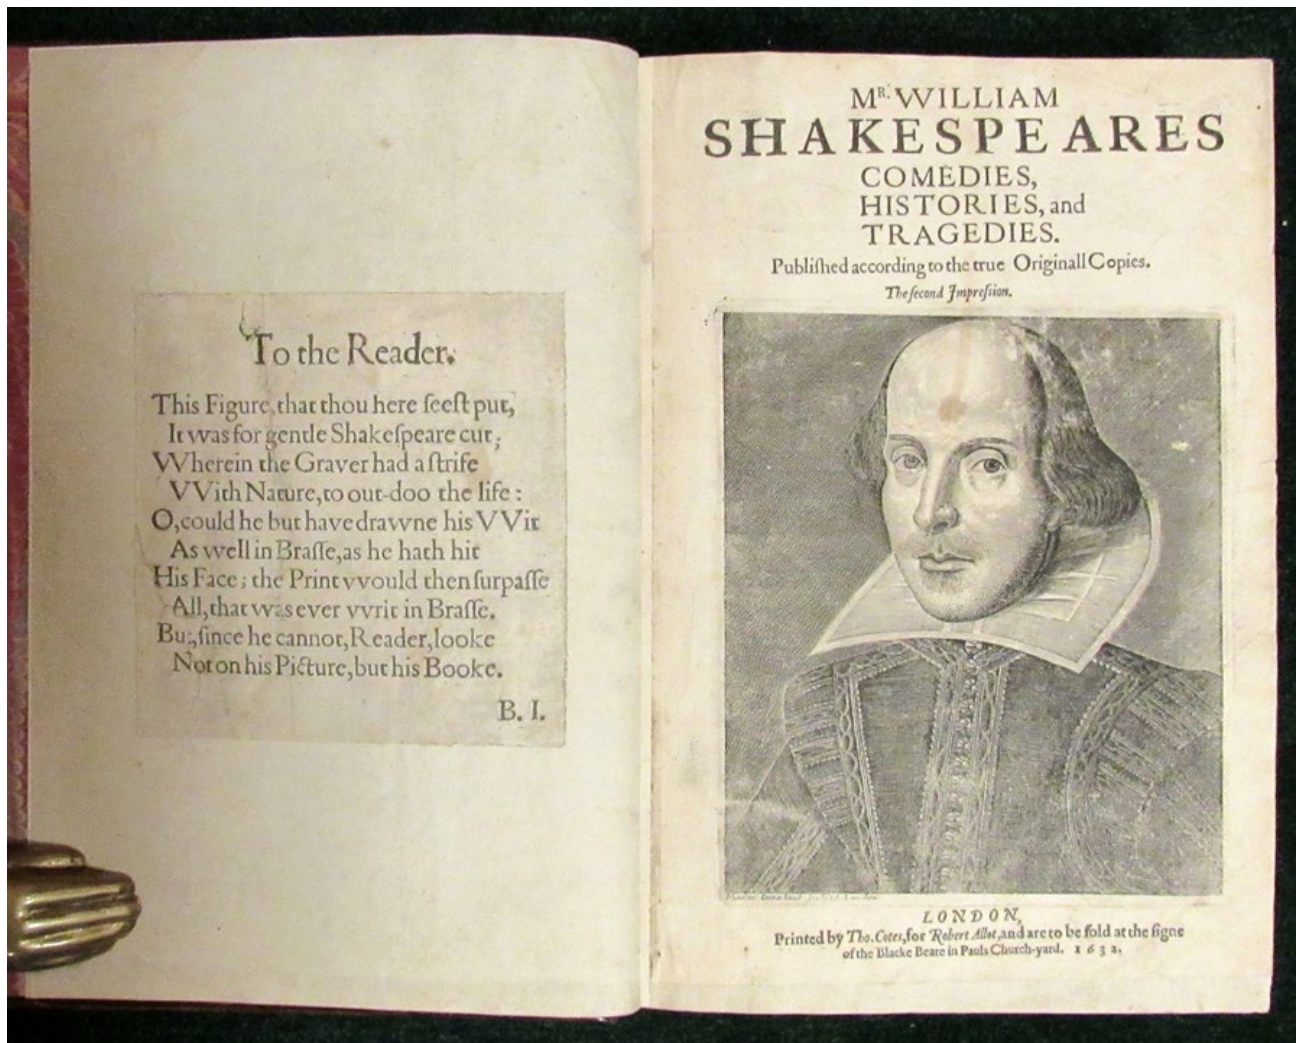 To the Reader.
This Figure, that thou here ſeeſt put,
It was for gentle Shakeſpeare cut;
VVherein the Graver had a ſtrife
VVith Nature, to out-doo the life :
O, could he but have dravvne his VVit
As vvell in Braſſe, as he hath hit
His Face ; the Print vvould then ſurpaſſe
All, that vvas ever vvrit in Braſſe.
But, ſince he cannot, Reader, looke
Not on his Picture, but his Booke.
B. I.
MR. WILLIAM
SHAKESPEARES
COMEDIES,
HISTORIES, and
TRAGEDIES.
Publiſhed according to the true Originall Copies.
The ſecond Impreſsion.
LONDON,
Printed by Tho. Cotes, for Robert Allot, and are to be ſold at the ſigne
of the Blacke Beare in Pauls Church-yard. 1632.